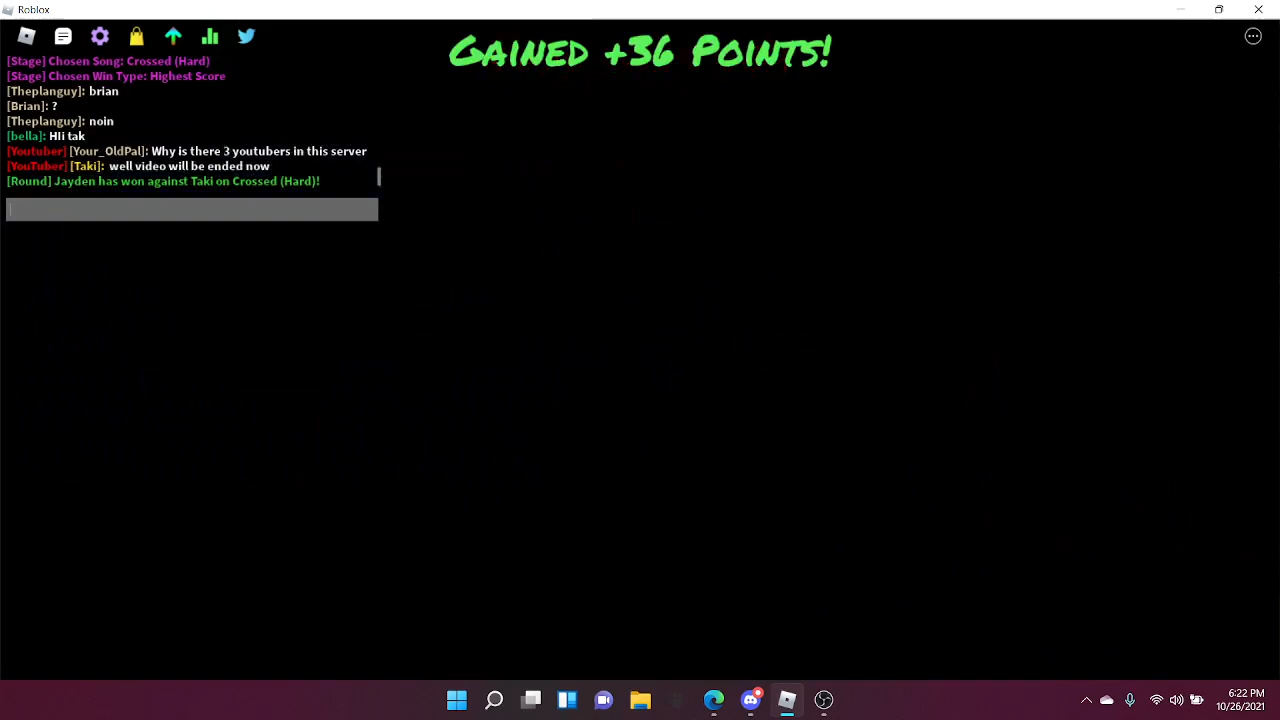 Roblox
Gained +36 Points!
[Stage] Chosen Song: Crossed (Hard)
[Stage] Chosen Win Type: Highest Score
[Theplanguy]: brian
[Brian]: ?
[Theplanguy]: noin
[bella]: HIi tak
[Youtuber] [Your_OldPal]: Why is there 3 youtubers in this server
[YouTuber] [Taki]: well video will be ended now
[Round] Jayden has won against Taki on Crossed (Hard)!
6:22 PM
10/26/2021